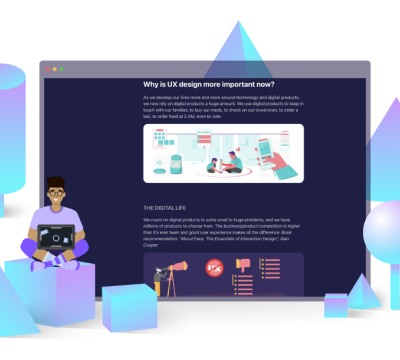 Why is UX design more important now?
As we develop our lives more and more around technology and digital products,
we now rely on digital products a huge amount. We use digital products to keep in
touch with our families, to buy our meds, to check on our loved ones, to order a
taxi, to order food at 2 AM, even to vote.
THE DIGITAL LIFE
We count on digital products to solve small to huge problems, and we have
millions of products to choose from. The business/product competition is higher
than it's ever been and good user experience makes all the difference. Book
recommendation: "About Face, The Essentials of Interaction Design", Alan
Cooper